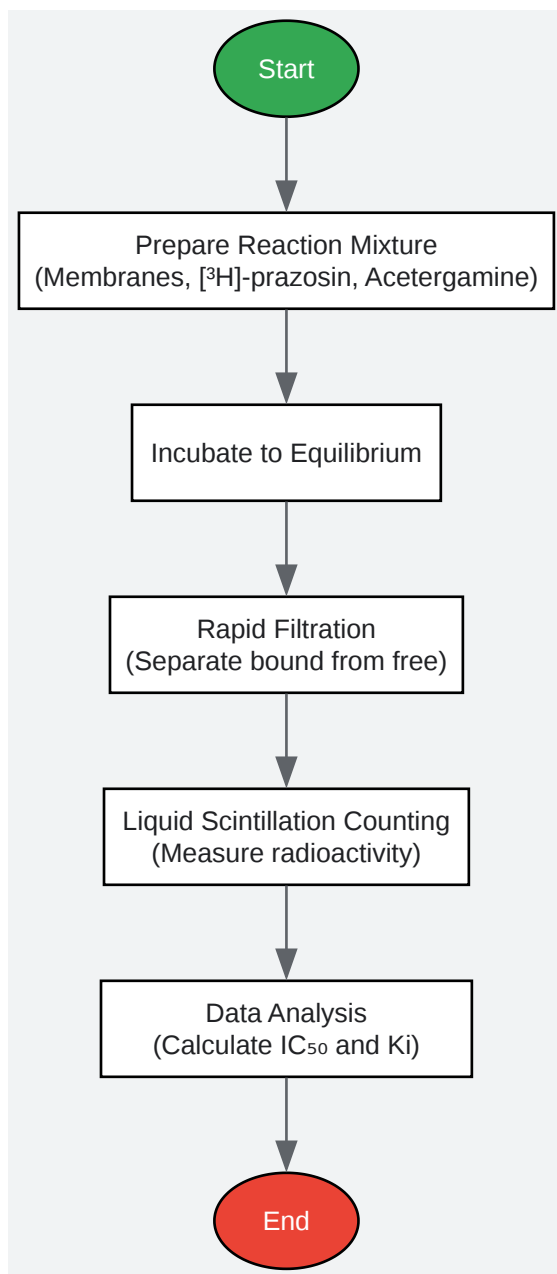 Start
Prepare Reaction Mixture
(Membranes, [³H]-prazosin, Acetergamine)
Incubate to Equilibrium
Rapid Filtration
(Separate bound from free)
Liquid Scintillation Counting
(Measure radioactivity)
Data Analysis
(Calculate IC₅₀ and Ki)
End